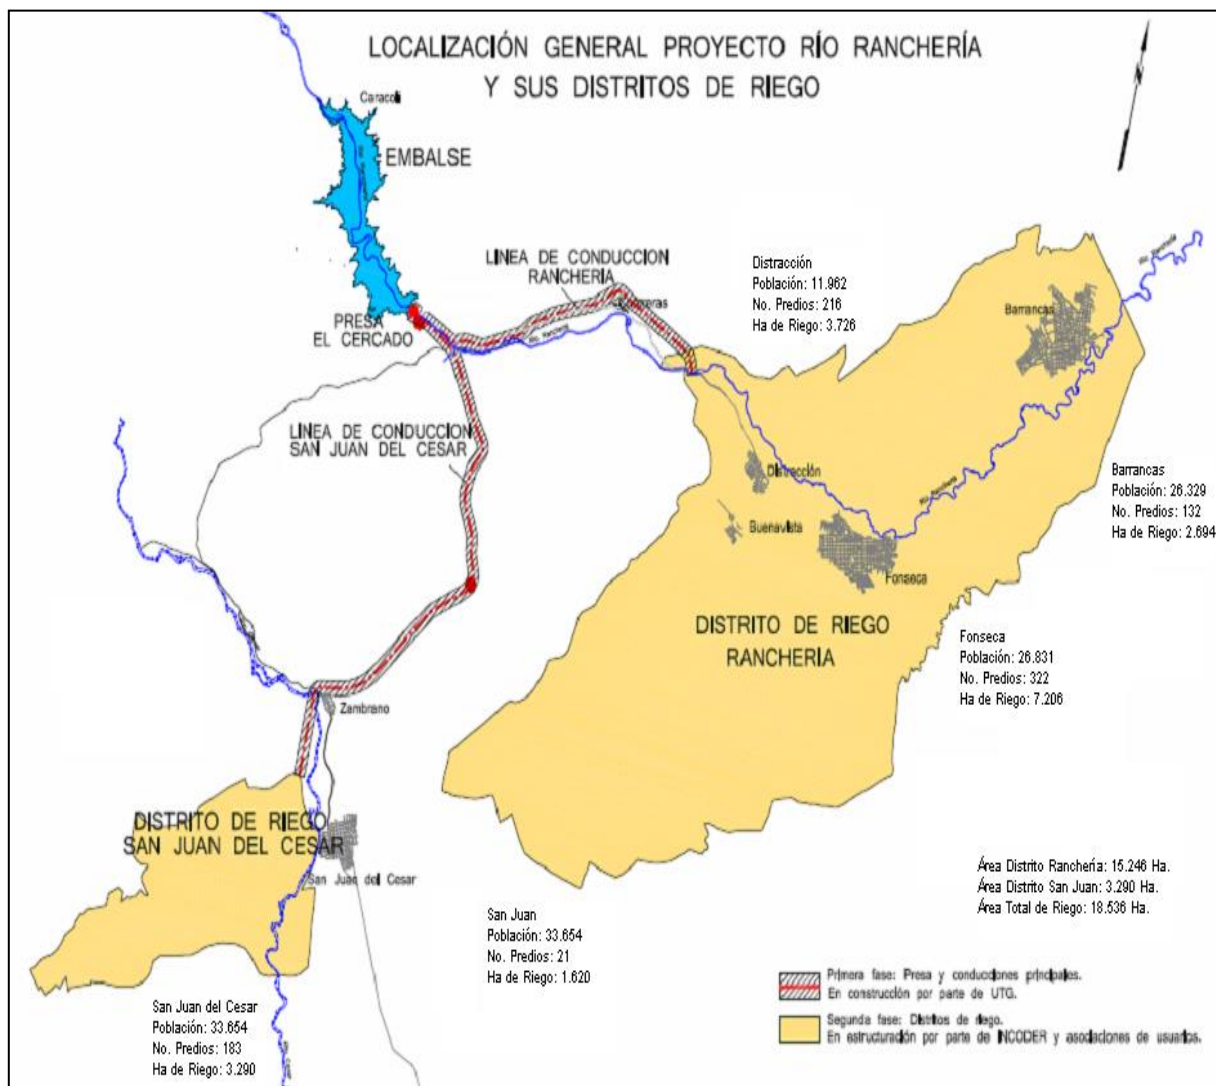 LOCALIZACIÓN GENERAL PROYECTO RÍO RANCHERÍA
Y SUS DISTRITOS DE RIEGO
N
Caracolí
EMBALSE
LINEA DE CONDUCCION
RANCHERIA
PRESA
EL CERCADO
Río Ranchería
LINEA DE CONDUCCION
SAN JUAN DEL CESAR
Distracción
Población: 11.962
No. Predios: 216
Ha de Riego: 3.726
Río Ranchería
Barrancas
Barrancas
Población: 26.329
No. Predios: 132
Ha de Riego: 2.694
Distracción
Río Ranchería
Buenavista
Fonseca
DISTRITO DE RIEGO
RANCHERÍA
Fonseca
Población: 26.831
No. Predios: 322
Ha de Riego: 7.206
Zambrano
DISTRITO DE RIEGO
SAN JUAN DEL CESAR
San Juan del Cesar
San Juan
Población: 33.654
No. Predios: 21
Ha de Riego: 1.620
Área Distrito Ranchería: 15.246 Ha.
Área Distrito San Juan: 3.290 Ha.
Área Total de Riego: 18.536 Ha.
San Juan del Cesar
Población: 33.654
No. Predios: 183
Ha de Riego: 3.290
Primera fase: Presa y conducciones principales.
En construcción por parte de UTG.
Segunda fase: Distritos de riego.
En estructuración por parte de INCODER y asociaciones de usuarios.